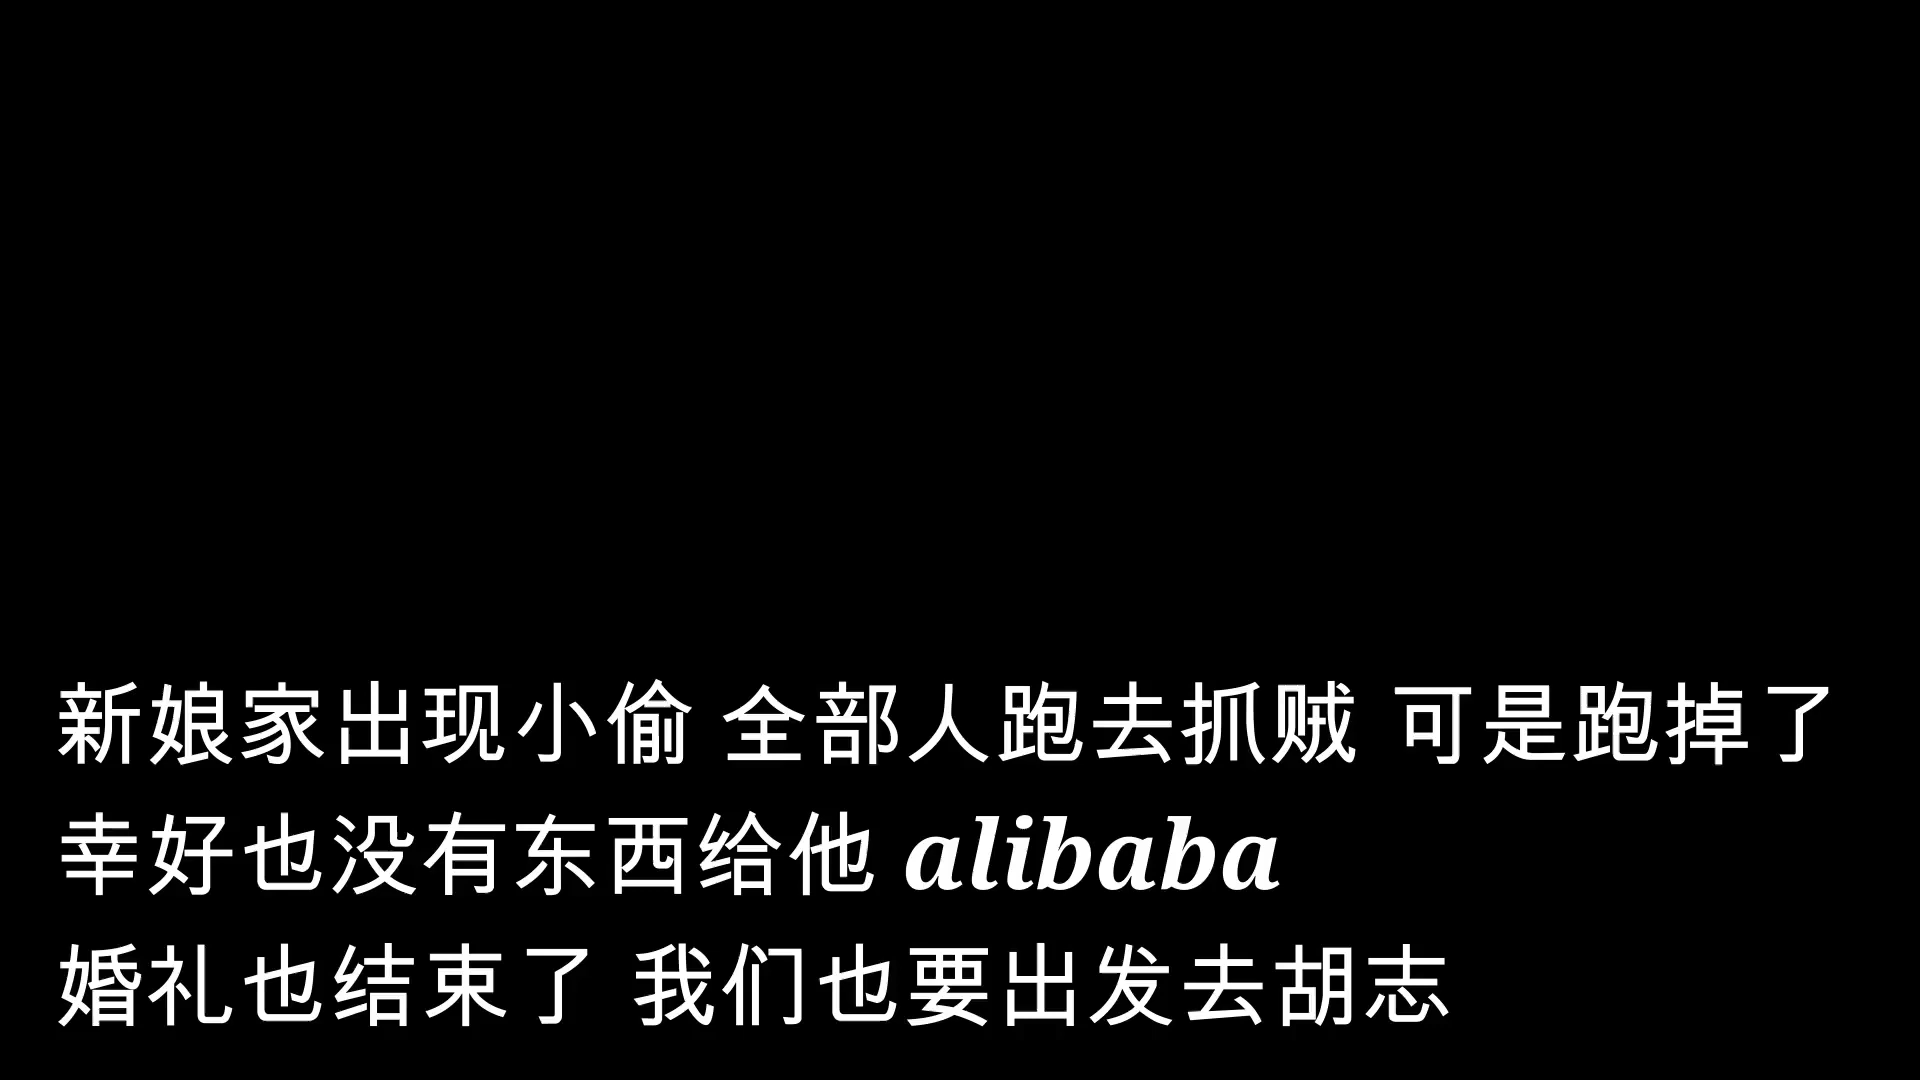 新娘家出现小偷 全部人跑去抓贼 可是跑掉了
幸好也没有东西给他 alibaba
婚礼也结束了 我们也要出发去胡志